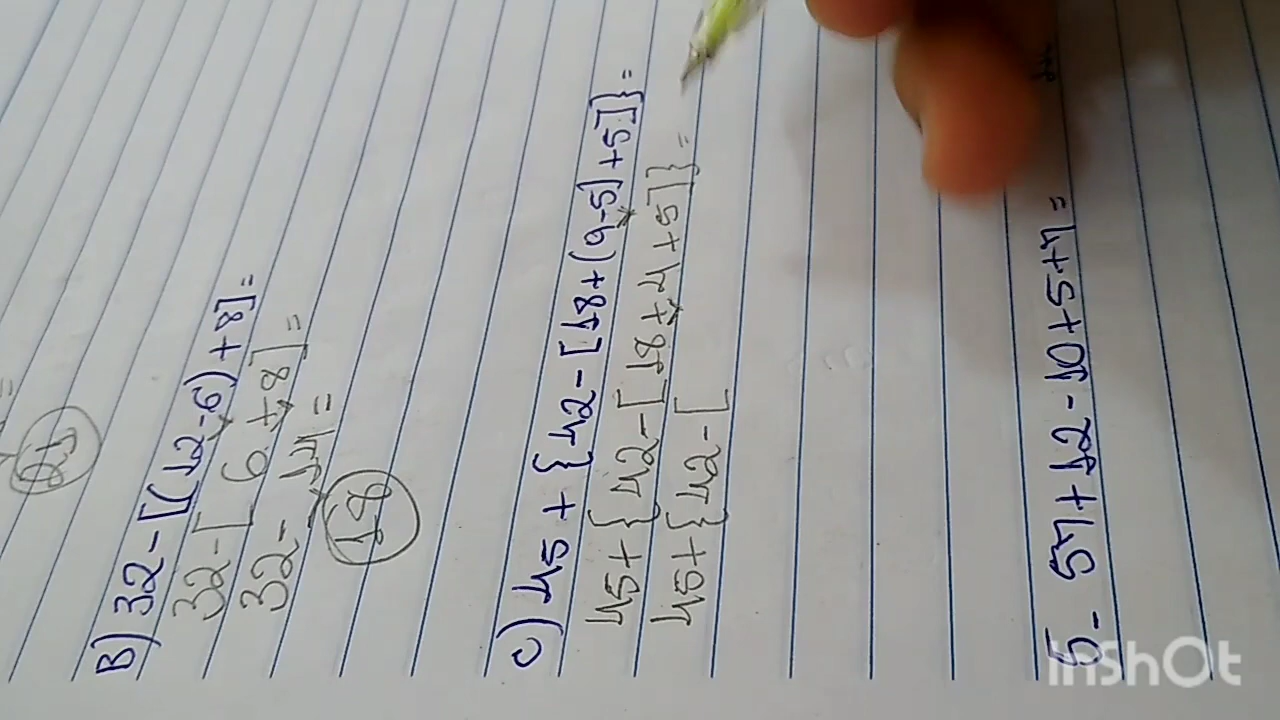 21
B) 32-[(12-6)+8]=
32-[6+8]=
32-14=
18
C) 45+{42-[18+(9-5)+5]}=
45+{42-[18+4+5]}=
45+{42-[
5- 57+12-10+5+7=
InShOt